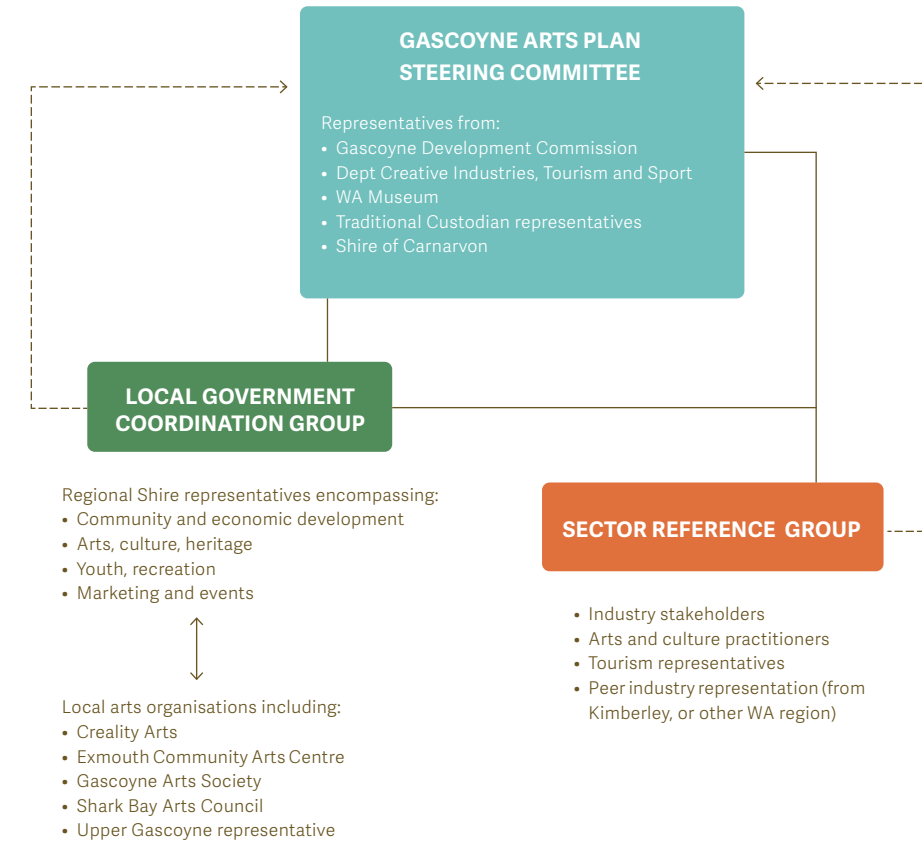 GASCOYNE ARTS PLAN
STEERING COMMITTEE
Representatives from:
• Gascoyne Development Commission
• Dept Creative Industries, Tourism and Sport
• WA Museum
• Traditional Custodian representatives
• Shire of Carnarvon
LOCAL GOVERNMENT
COORDINATION GROUP
Regional Shire representatives encompassing:
• Community and economic development
• Arts, culture, heritage
• Youth, recreation
• Marketing and events
Local arts organisations including:
• Creality Arts
• Exmouth Community Arts Centre
• Gascoyne Arts Society
• Shark Bay Arts Council
• Upper Gascoyne representative
SECTOR REFERENCE GROUP
• Industry stakeholders
• Arts and culture practitioners
• Tourism representatives
• Peer industry representation (from
Kimberley, or other WA region)